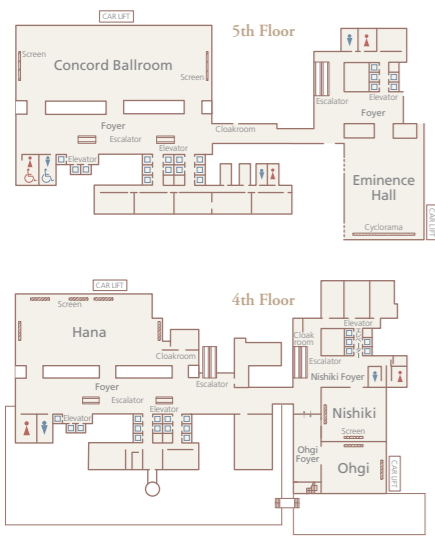 CAR LIFT
5th Floor
Screen
Concord Ballroom
Screen
Escalator
Elevator
Foyer
Foyer
Cloakroom
Escalator
Elevator
Elevator
Eminence
Hall
Cyclorama
CAR LIFT
CAR LIFT
4th Floor
Screen
Hana
Cloakroom
Cloak
room
Elevator
Escalator
Nishiki Foyer
Escalator
Foyer
Escalator
Elevator
Elevator
Nishiki
Screen
Ohgi
Foyer
Ohgi
CAR LIFT